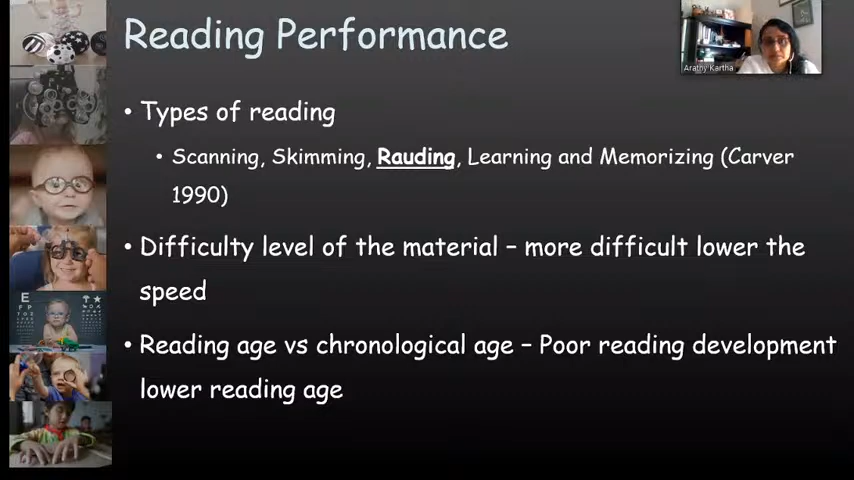 Reading Performance
Arathy Kartha
• Types of reading
• Scanning, Skimming, Rauding, Learning and Memorizing (Carver
1990)
• Difficulty level of the material – more difficult lower the
speed
• Reading age vs chronological age – Poor reading development
lower reading age